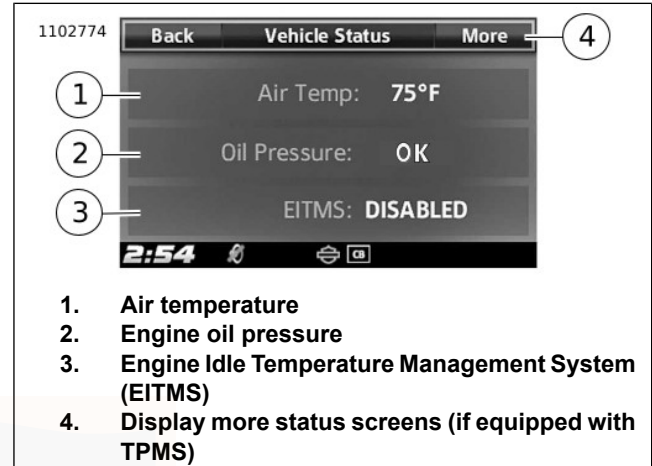 1102774
Back Vehicle Status More
4
1 Air Temp: 75°F
2 Oil Pressure: OK
3 EITMS: DISABLED
2:54 CB
1. Air temperature
2. Engine oil pressure
3. Engine Idle Temperature Management System
(EITMS)
4. Display more status screens (if equipped with
TPMS)